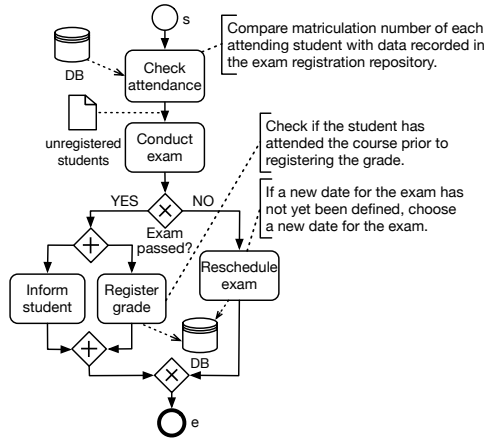 s
Compare matriculation number of each
attending student with data recorded in
the exam registration repository.
DB
Check
attendance
unregistered
students
Conduct
exam
Check if the student has
attended the course prior to
registering the grade.
If a new date for the exam has
not yet been defined, choose
a new date for the exam.
YES
NO
Exam
passed?
Inform
student
Register
grade
Reschedule
exam
DB
e